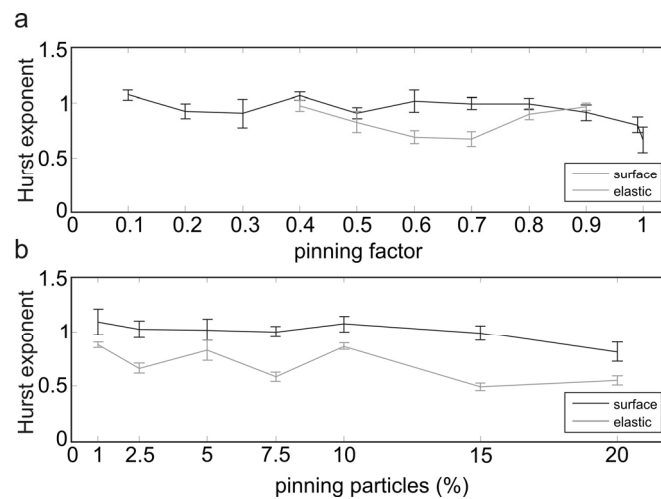 a
Hurst exponent
1.5
1
0.5
0
0 0.1 0.2 0.3 0.4 0.5 0.6 0.7 0.8 0.9 1
pinning factor
surface
elastic
b
Hurst exponent
1.5
1
0.5
0
0 1 2.5 5 7.5 10 15 20
pinning particles (%)
surface
elastic